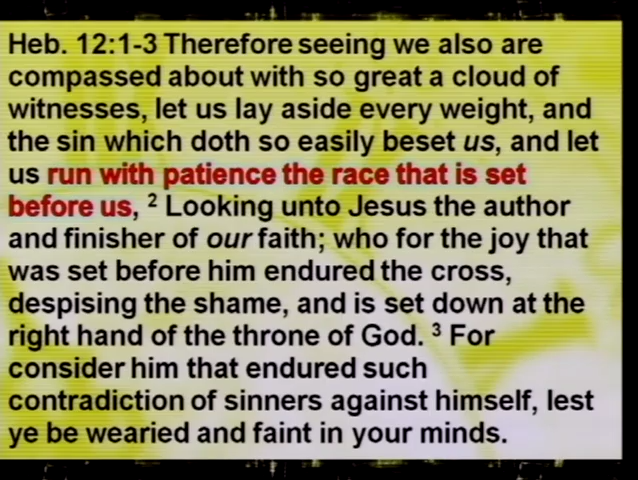 Heb. 12:1-3 Therefore seeing we also are
compassed about with so great a cloud of
witnesses, let us lay aside every weight, and
the sin which doth so easily beset us, and let
us run with patience the race that is set
before us, ² Looking unto Jesus the author
and finisher of our faith; who for the joy that
was set before him endured the cross,
despising the shame, and is set down at the
right hand of the throne of God. ³ For
consider him that endured such
contradiction of sinners against himself, lest
ye be wearied and faint in your minds.